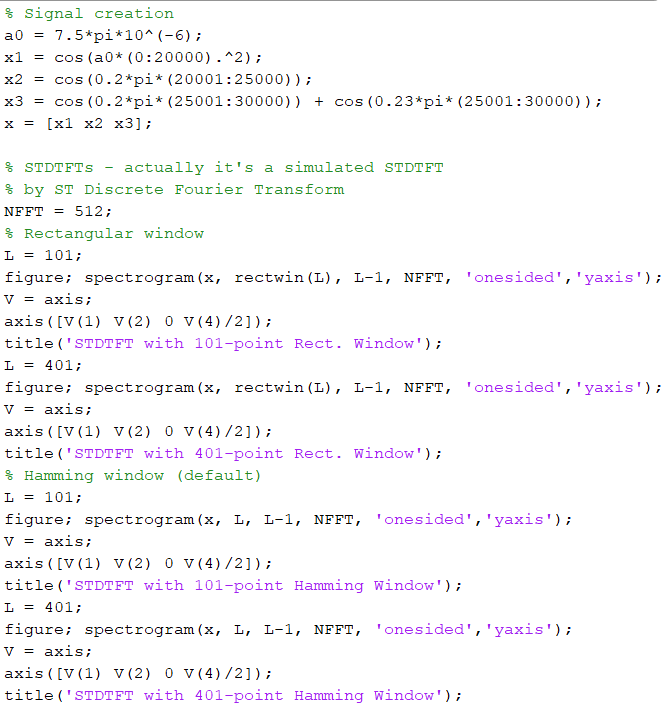 % Signal creation
a0 = 7.5*pi*10^(-6);
x1 = cos(a0*(0:20000).^2);
x2 = cos(0.2*pi*(20001:25000));
x3 = cos(0.2*pi*(25001:30000)) + cos(0.23*pi*(25001:30000));
x = [x1 x2 x3];
% STDTFTs - actually it's a simulated STDTFT
% by ST Discrete Fourier Transform
NFFT = 512;
% Rectangular window
L = 101;
figure; spectrogram(x, rectwin(L), L-1, NFFT, 'onesided','yaxis');
V = axis;
axis([V(1) V(2) 0 V(4)/2]);
title('STDTFT with 101-point Rect. Window');
L = 401;
figure; spectrogram(x, rectwin(L), L-1, NFFT, 'onesided','yaxis');
V = axis;
axis([V(1) V(2) 0 V(4)/2]);
title('STDTFT with 401-point Rect. Window');
% Hamming window (default)
L = 101;
figure; spectrogram(x, L, L-1, NFFT, 'onesided','yaxis');
V = axis;
axis([V(1) V(2) 0 V(4)/2]);
title('STDTFT with 101-point Hamming Window');
L = 401;
figure; spectrogram(x, L, L-1, NFFT, 'onesided','yaxis');
V = axis;
axis([V(1) V(2) 0 V(4)/2]);
title('STDTFT with 401-point Hamming Window');